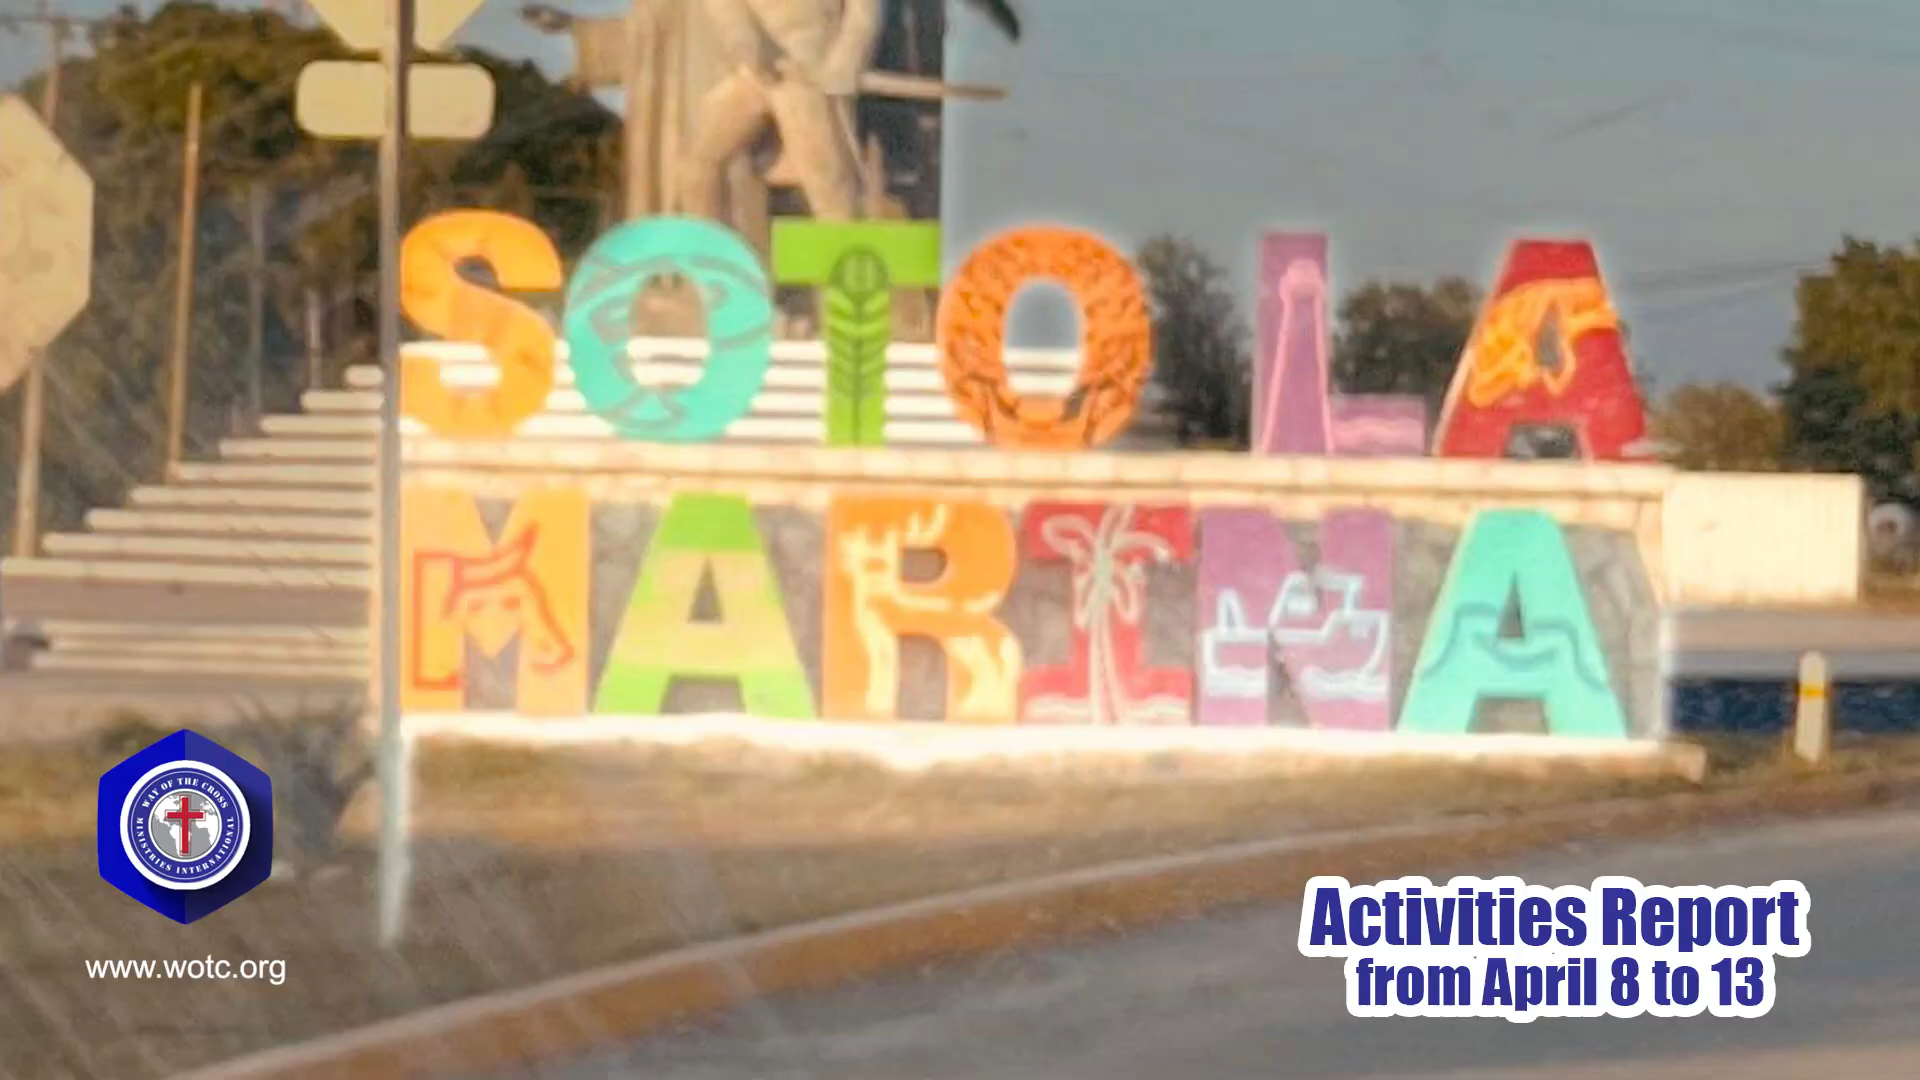 SOTO LA
MARINA
WAY OF THE CROSS
MINISTRIES INTERNATIONAL
www.wotc.org
Activities Report
from April 8 to 13